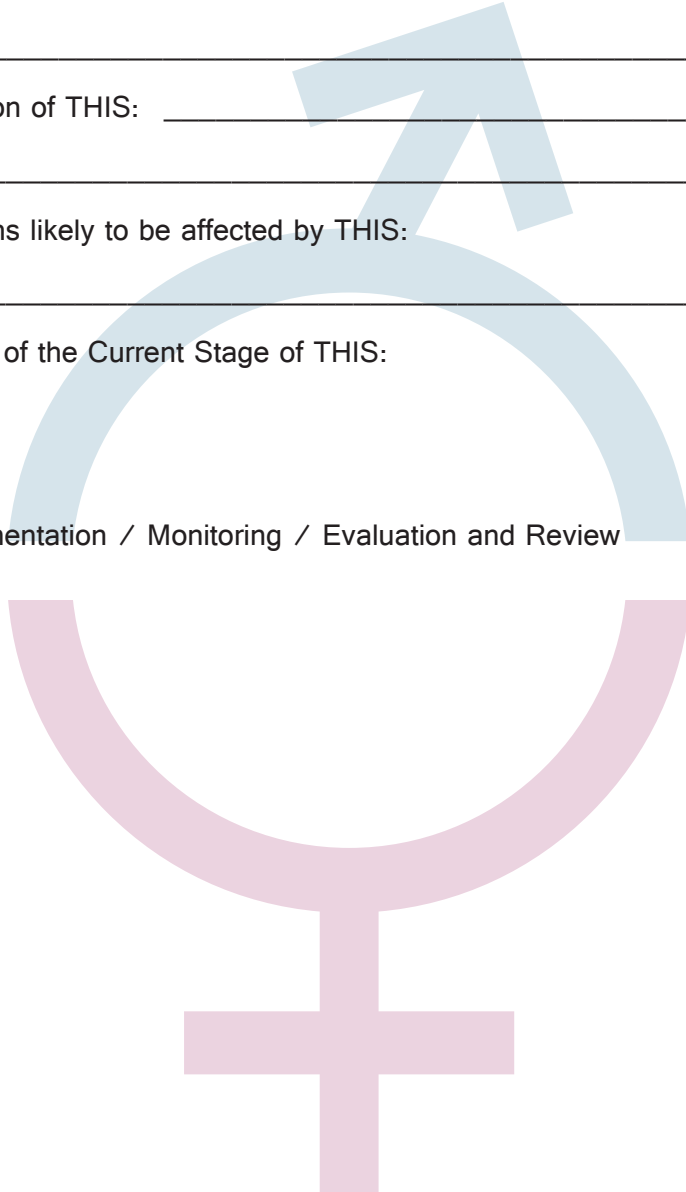 on of THIS:
ns likely to be affected by THIS:
of the Current Stage of THIS:
nentation / Monitoring / Evaluation and Review